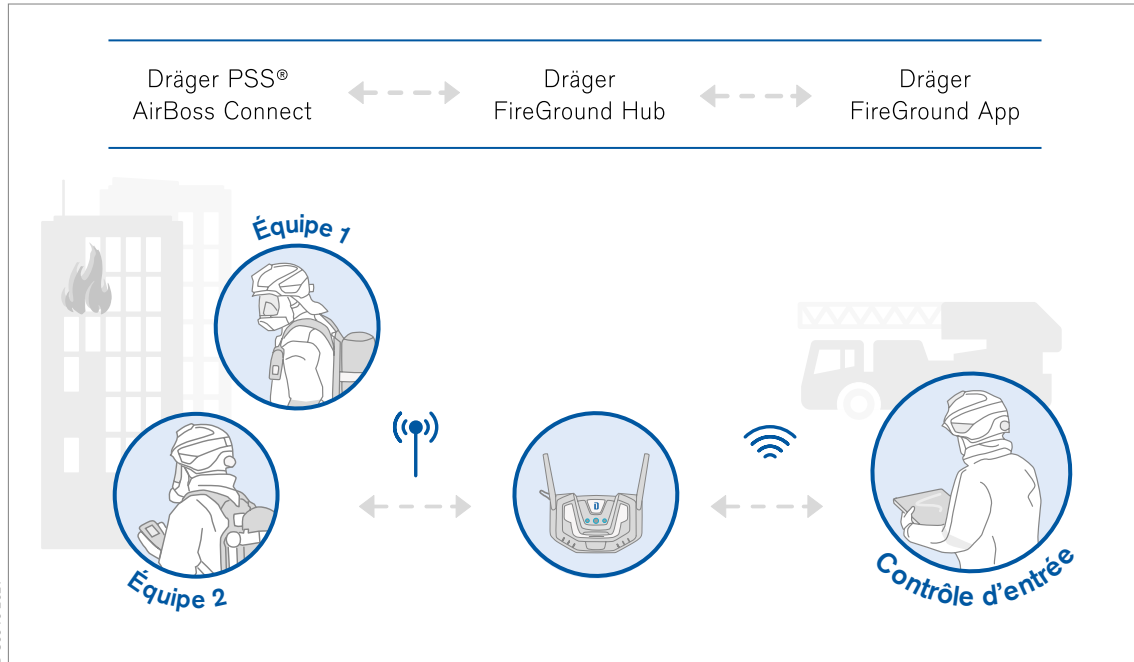 Dräger PSS®
AirBoss Connect
Dräger
FireGround Hub
Dräger
FireGround App
Équipe 1
Équipe 2
Contrôle d'entrée